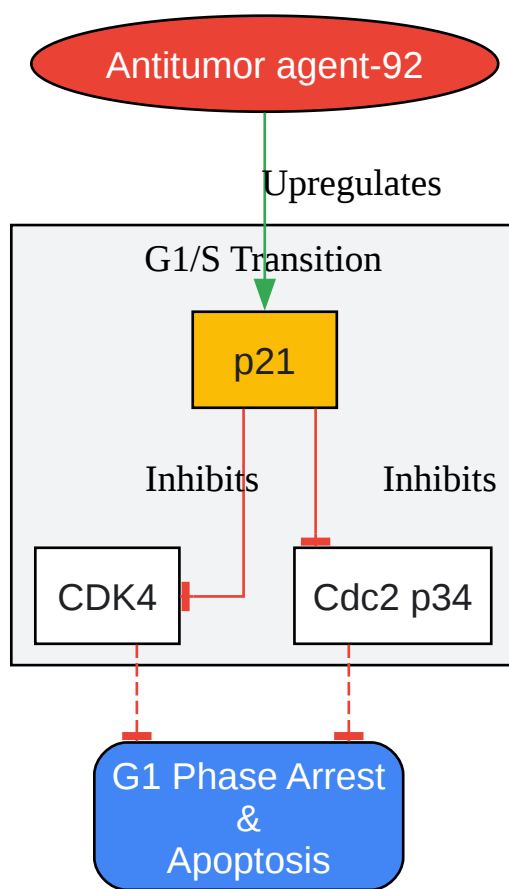 Antitumor agent-92
Upregulates
G1/S Transition
p21
Inhibits
Inhibits
CDK4
Cdc2 p34
G1 Phase Arrest
&
Apoptosis